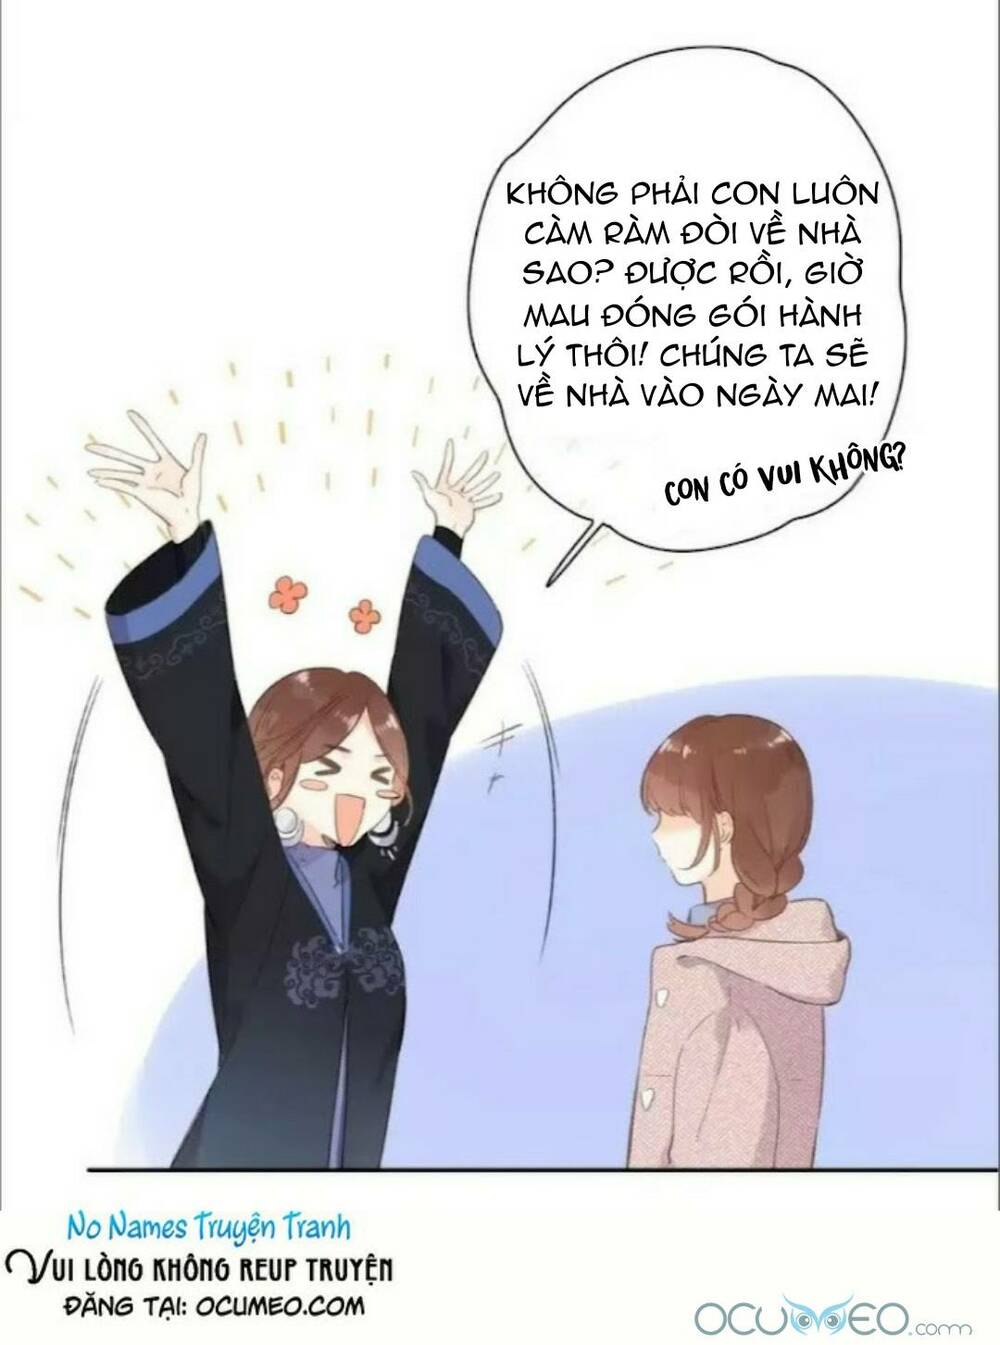 KHÔNG PHẢI CON LUÔN
CÀM RÀM ĐÒI VỀ NHÀ
SAO? ĐƯỢC RỒI, GIỜ
MAU ĐÓNG GÓI HÀNH
LÝ THÔI! CHÚNG TA SẼ
VỀ NHÀ VÀO NGÀY MAI!
CON CÓ VUI KHÔNG?
No Names Truyện Tranh
VUI LÒNG KHÔNG REUP TRUYỆN
ĐĂNG TẠI: OCUMEO.COM
OCUMEO.com